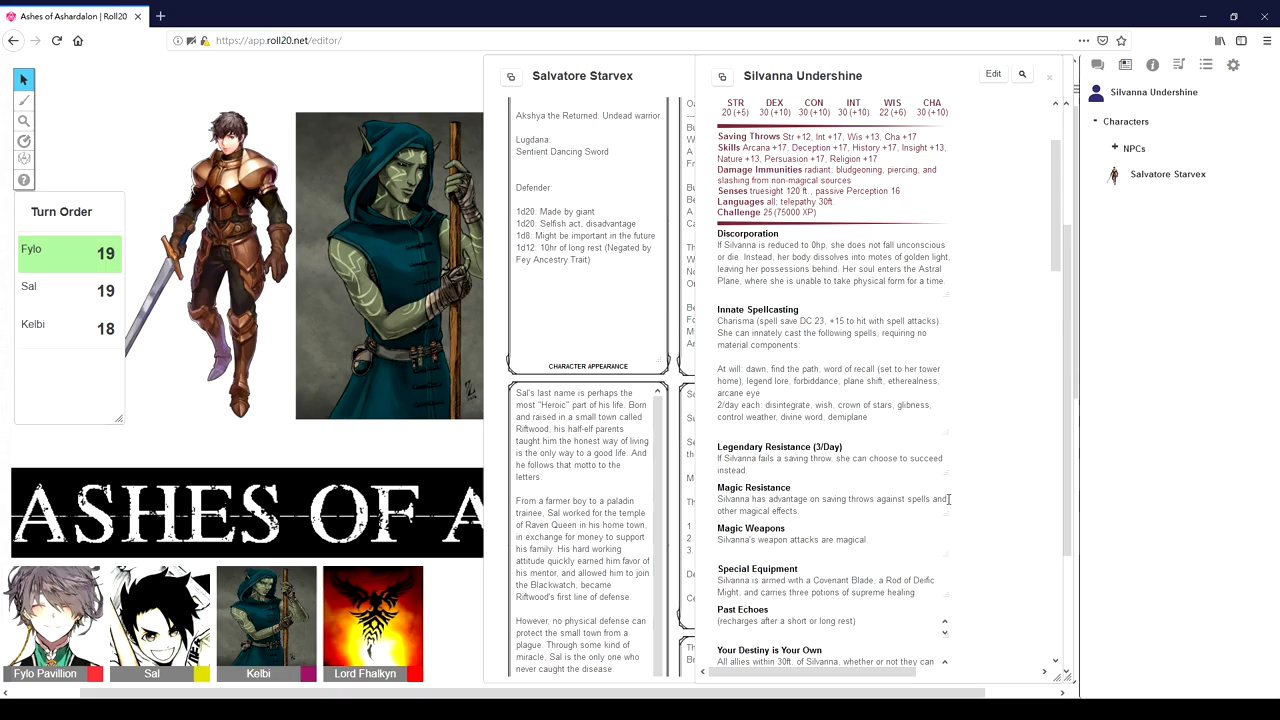 Ashes of Ashardalon | Roll20
https://app.roll20.net/editor/
Turn Order
Fylo 19
Sal 19
Kelbi 18
ASHES OF A
Fylo Pavillion
Sal
Kelbi
Lord Fhalkyn
Salvatore Starvex
Akshya the Returned: Undead warrior
Lugdana:
Sentient Dancing Sword
Defender:
1d20: Made by giant
1d20: Selfish act, disadvantage
1d8: Might be important in the future
1d12: 10hr of long rest (Negated by
Fey Ancestry Trait)
CHARACTER APPEARANCE
Sal's last name is perhaps the
most "Heroic" part of his life. Born
and raised in a small town called
Riftwood, his half-elf parents
taught him the honest way of living
is the only way to a good life. And
he follows that motto to the
letters.
From a farmer boy to a paladin
trainee, Sal worked for the temple
of Raven Queen in his home town,
in exchange for money to support
his family. His hard working
attitude quickly earned him favor of
his mentor, and allowed him to join
the Blackwatch, became
Riftwood's first line of defense.
However, no physical defense can
protect the small town from a
plague. Through some kind of
miracle, Sal is the only one who
never caught the disease.
Silvanna Undershine
Edit
STR DEX CON INT WIS CHA
20 (+5) 30 (+10) 30 (+10) 30 (+10) 22 (+6) 30 (+10)
Saving Throws Str +12, Int +17, Wis +13, Cha +17
Skills Arcana +17, Deception +17, History +17, Insight +13,
Nature +13, Persuasion +17, Religion +17
Damage Immunities radiant; bludgeoning, piercing, and
slashing from non-magical sources
Senses truesight 120 ft., passive Perception 16
Languages all; telepathy 30ft.
Challenge 25 (75000 XP)
Discorporation
If Silvanna is reduced to 0hp, she does not fall unconscious
or die. Instead, her body dissolves into motes of golden light,
leaving her possessions behind. Her soul enters the Astral
Plane, where she is unable to take physical form for a time.
Innate Spellcasting
Charisma (spell save DC 23, +15 to hit with spell attacks).
She can innately cast the following spells, requiring no
material components:
At will: dawn, find the path, word of recall (set to her tower
home), legend lore, forbiddance, plane shift, etherealness,
arcane eye
2/day each: disintegrate, wish, crown of stars, glibness,
control weather, divine word, demiplane
Legendary Resistance (3/Day)
If Silvanna fails a saving throw, she can choose to succeed
instead.
Magic Resistance
Silvanna has advantage on saving throws against spells and
other magical effects.
Magic Weapons
Silvanna's weapon attacks are magical.
Special Equipment
Silvana is armed with a Covenant Blade, a Rod of Deific
Might, and carries three potions of supreme healing
Past Echoes
(recharges after a short or long rest)
Your Destiny is Your Own
All allies within 30ft. of Silvanna, whether or not they can
Silvanna Undershine
Characters
NPCs
Salvatore Starvex